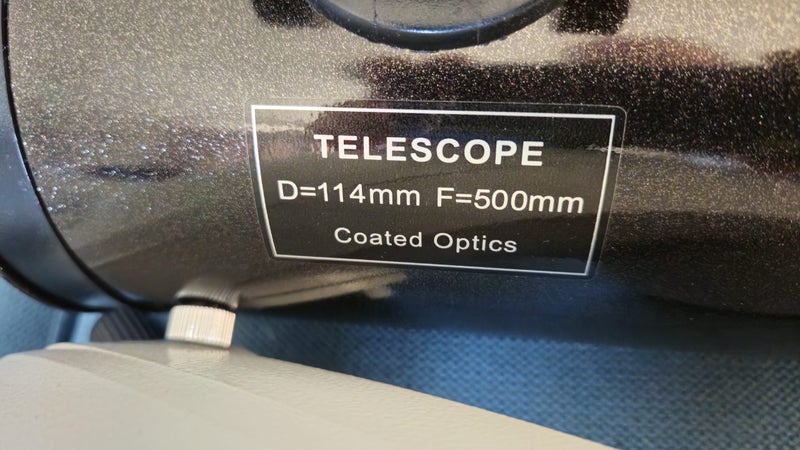 TELESCOPE
D=114mm F=500mm
Coated Optics